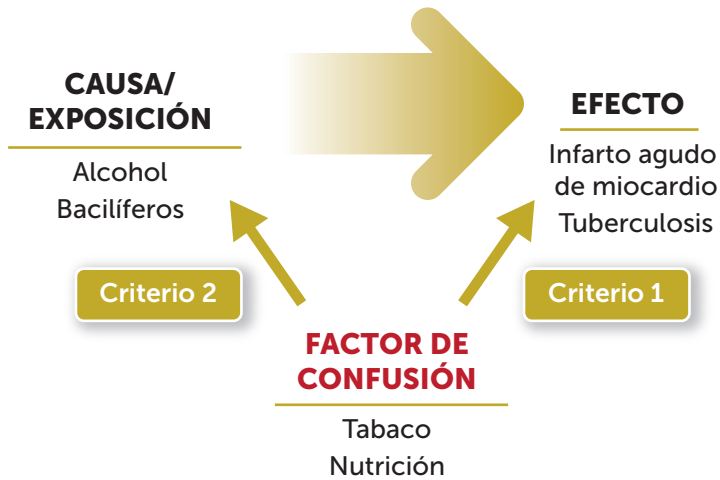 CAUSA/
EXPOSICIÓN
Alcohol
Bacilíferos
EFECTO
Infarto agudo
de miocardio
Tuberculosis
Criterio 2
Criterio 1
FACTOR DE
CONFUSIÓN
Tabaco
Nutrición